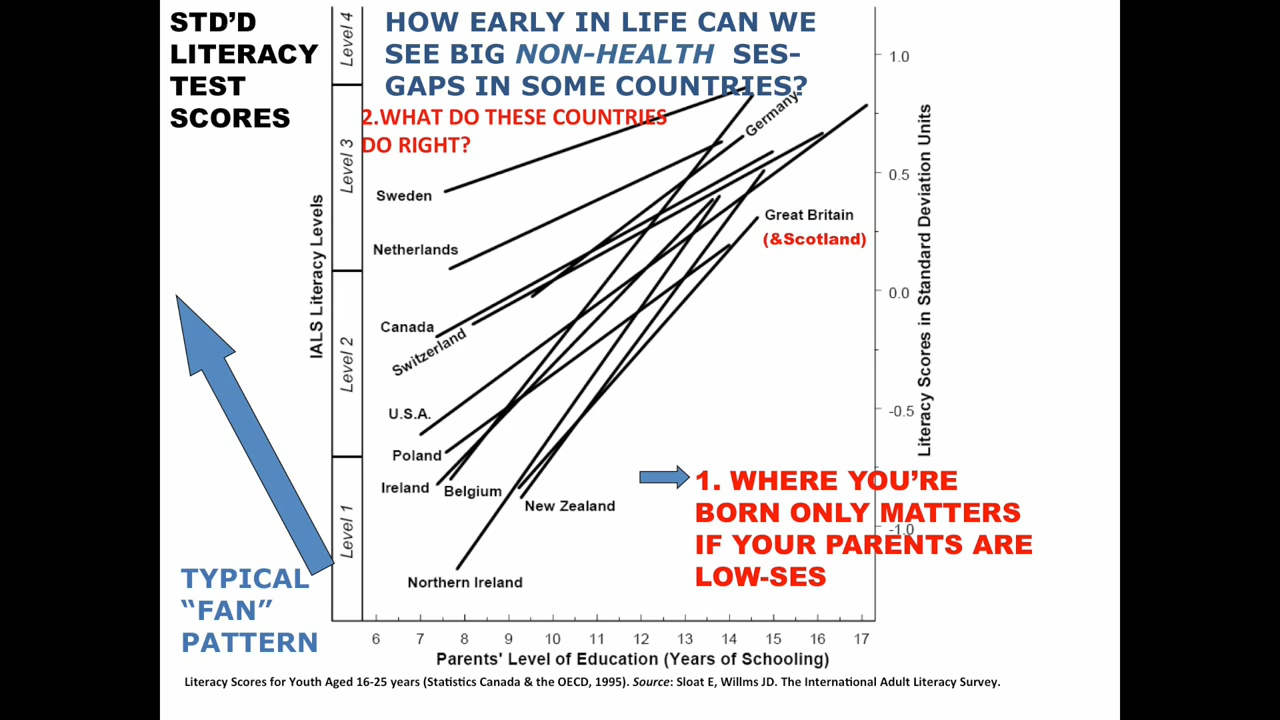 STD’D
LITERACY
TEST
SCORES
HOW EARLY IN LIFE CAN WE
SEE BIG NON-HEALTH SES-
GAPS IN SOME COUNTRIES?
2.WHAT DO THESE COUNTRIES
DO RIGHT?
IALS Literacy Levels
Level 4
Level 3
Level 2
Level 1
Sweden
Netherlands
Canada
Switzerland
U.S.A.
Poland
Ireland
Belgium
New Zealand
Northern Ireland
Germany
Great Britain
(&Scotland)
1.0
0.5
0.0
-0.5
-1.0
Literacy Scores in Standard Deviation Units
1. WHERE YOU’RE
BORN ONLY MATTERS
IF YOUR PARENTS ARE
LOW-SES
TYPICAL
“FAN”
PATTERN
6 7 8 9 10 11 12 13 14 15 16 17
Parents' Level of Education (Years of Schooling)
Literacy Scores for Youth Aged 16-25 years (Statistics Canada & the OECD, 1995). Source: Sloat E, Willms JD. The International Adult Literacy Survey.